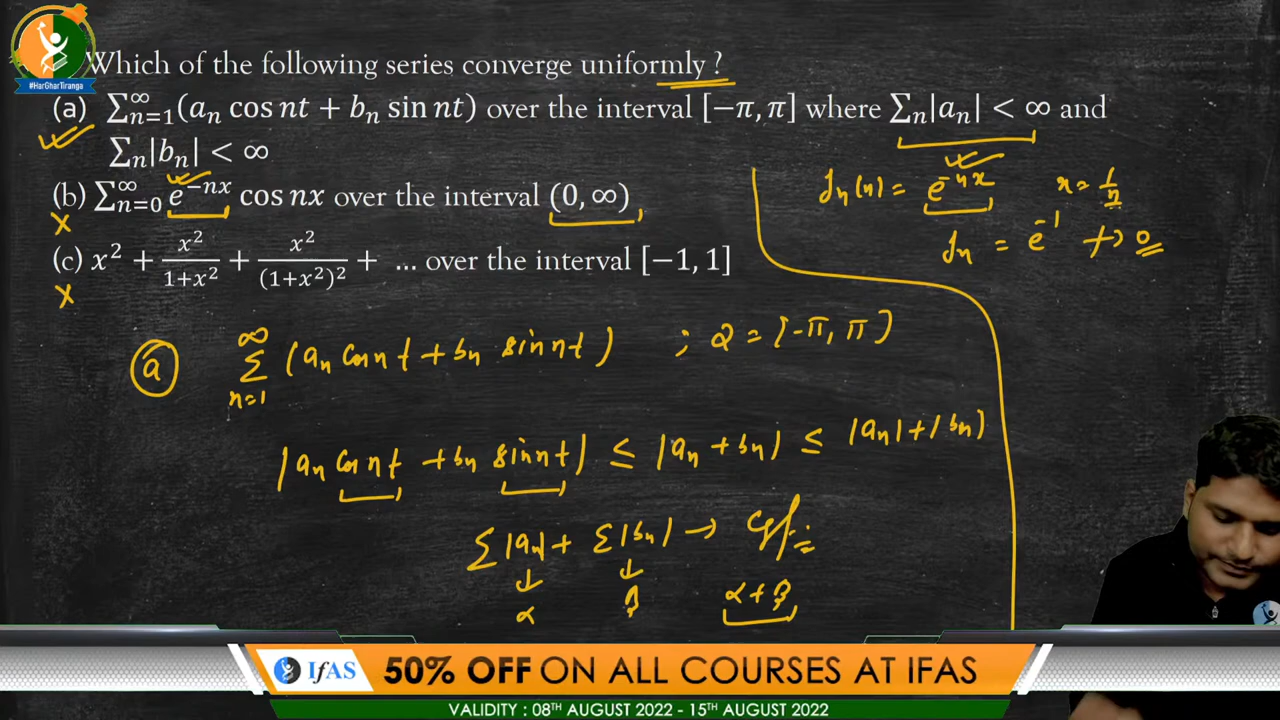 #HarGharTiranga
Which of the following series converge uniformly ?
(a) ∑_{n=1}^{∞}(a_n cos nt + b_n sin nt) over the interval [−π, π] where ∑_n|a_n| < ∞ and
∑_n|b_n| < ∞
(b) ∑_{n=0}^{∞} e^{−nx} cos nx over the interval (0, ∞)
(c) x² + x²/(1+x²) + x²/(1+x²)² + … over the interval [−1, 1]
= e^{-nx} x = 1/n
= e^{-1} ↛ 0
(a) ∑_{n=1}^{∞} (a_n cos nt + b_n sin nt) ; = [-π, π]
|a_n cos nt + b_n sin nt| ≤ |a_n + b_n| ≤ |a_n| + |b_n|
∑|a_n| + ∑|b_n| →
↓ ↓
α β α + β
IFAS 50% OFF ON ALL COURSES AT IFAS
VALIDITY : 08TH AUGUST 2022 - 15TH AUGUST 2022